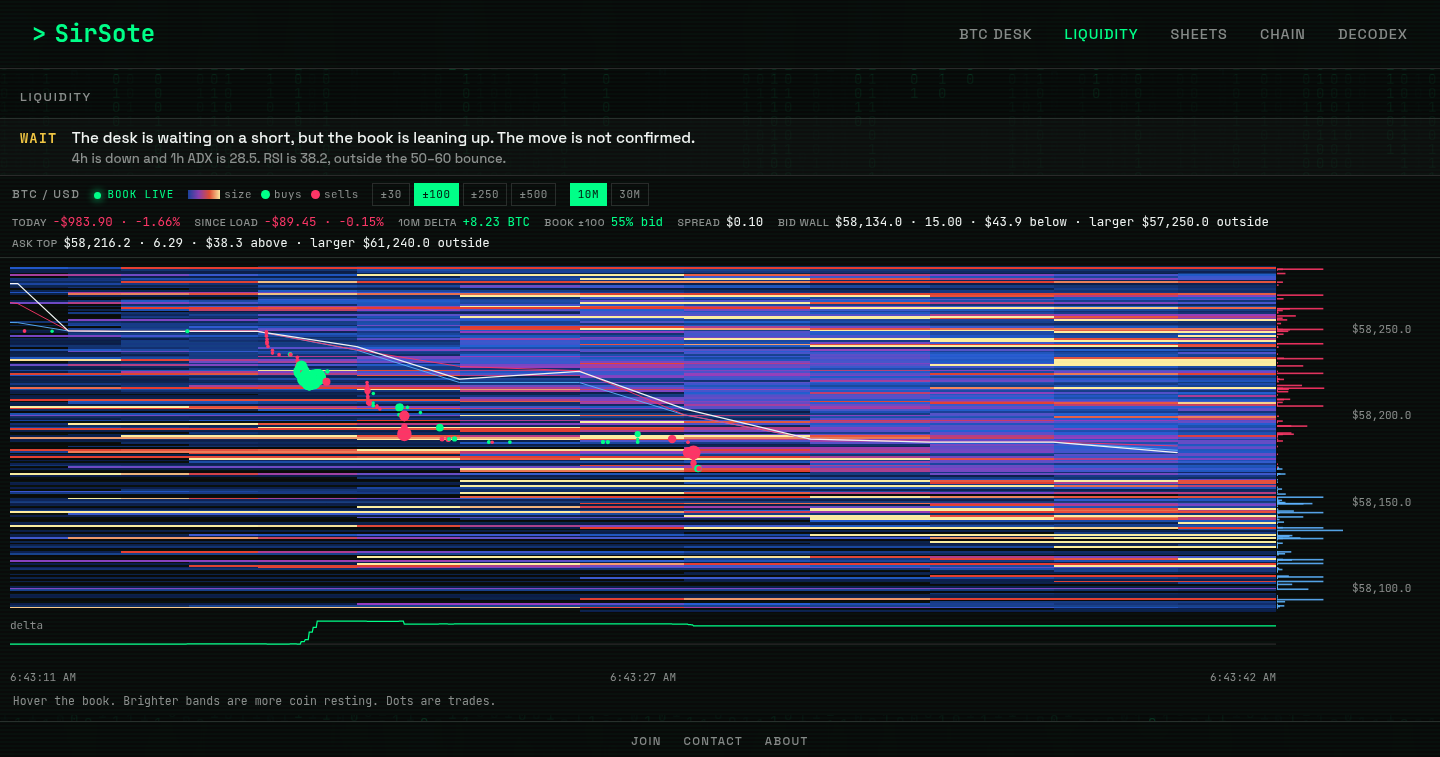 > SirSote
BTC DESK LIQUIDITY SHEETS CHAIN DECODEX
LIQUIDITY
WAIT The desk is waiting on a short, but the book is leaning up. The move is not confirmed.
4h is down and 1h ADX is 28.5. RSI is 38.2, outside the 50–60 bounce.
BTC / USD BOOK LIVE size buys sells ±30 ±100 ±250 ±500 10M 30M
TODAY -$983.90 · -1.66% SINCE LOAD -$89.45 · -0.15% 10M DELTA +8.23 BTC BOOK ±100 55% bid SPREAD $0.10 BID WALL $58,134.0 · 15.00 · $43.9 below · larger $57,250.0 outside
ASK TOP $58,216.2 · 6.29 · $38.3 above · larger $61,240.0 outside
$58,250.0
$58,200.0
$58,150.0
$58,100.0
delta
6:43:11 AM 6:43:27 AM 6:43:42 AM
Hover the book. Brighter bands are more coin resting. Dots are trades.
JOIN CONTACT ABOUT